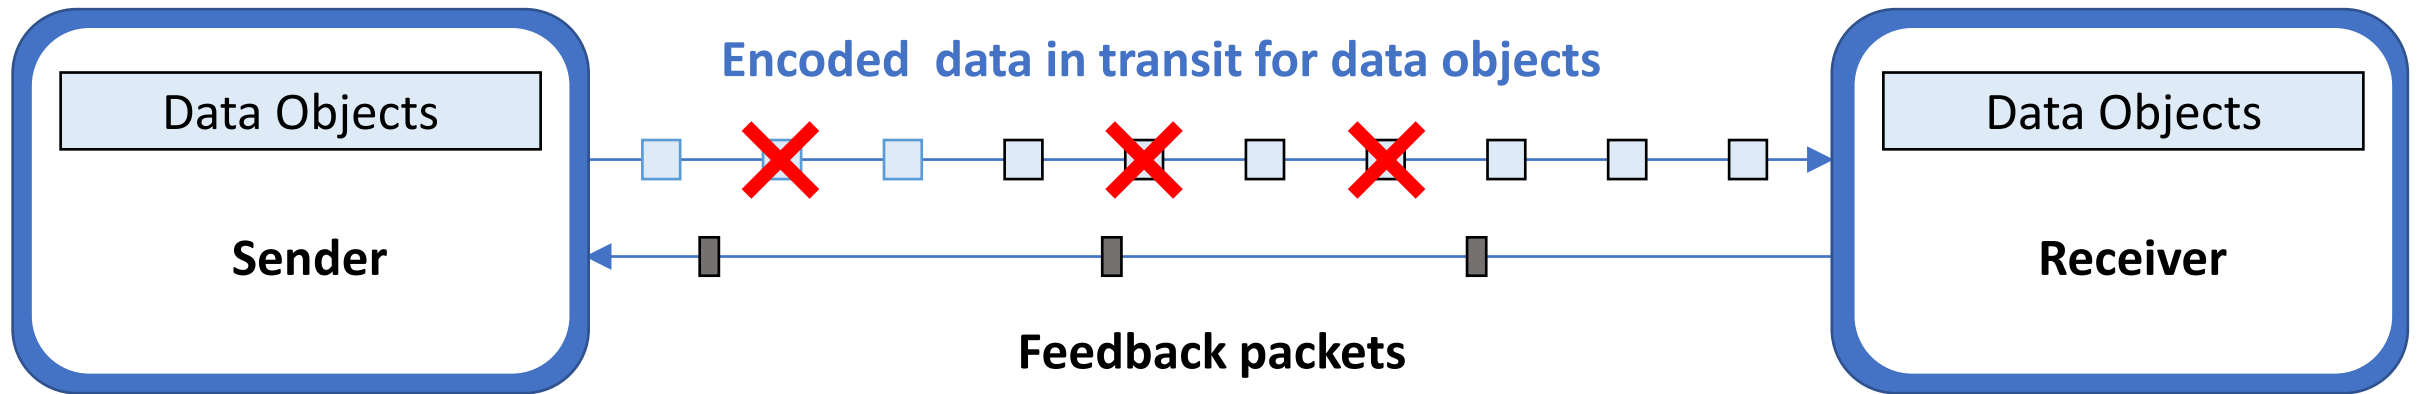 Encoded  data in transit for data objects
Data Objects
Data Objects
Sender
Receiver
Feedback packets